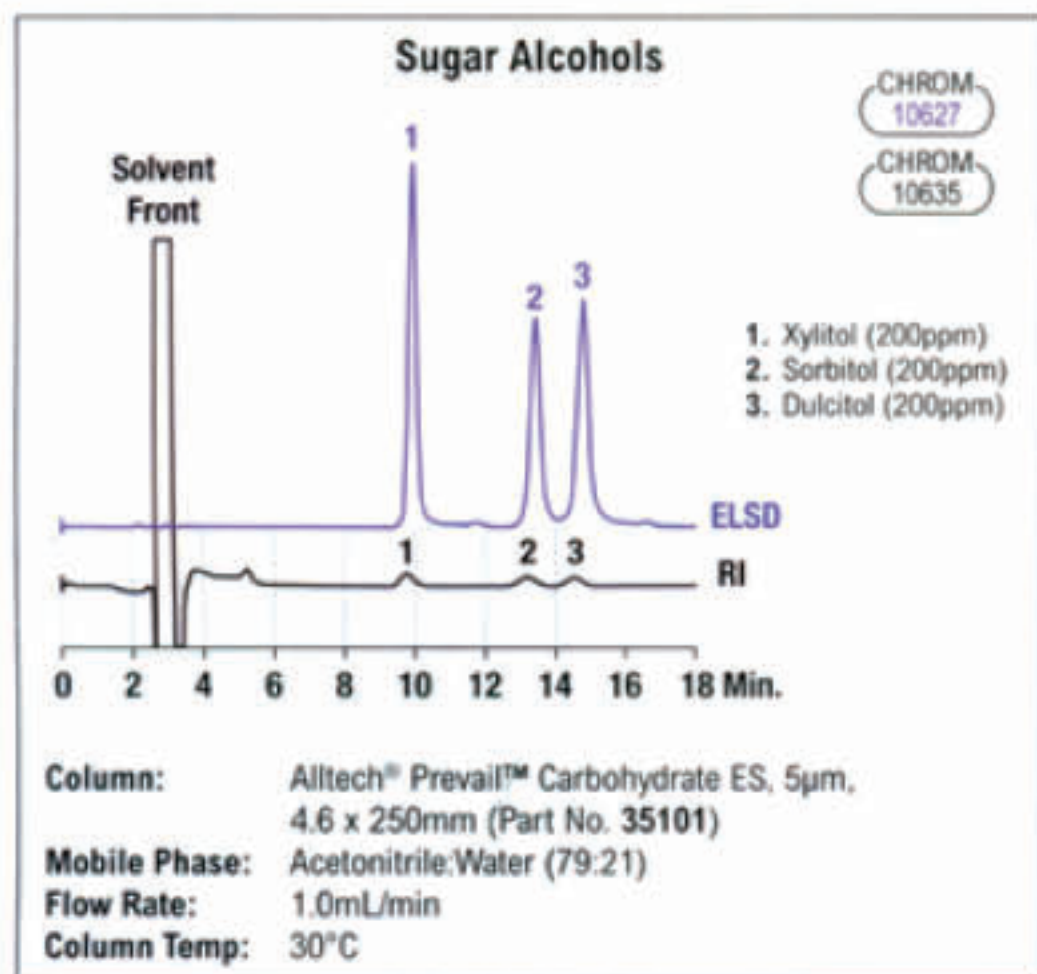 Sugar Alcohols
CHROM
10627
CHROM
10635
Solvent
Front
1
2
3
1. Xylitol (200ppm)
2. Sorbitol (200ppm)
3. Dulcitol (200ppm)
ELSD
1 2 3
RI
0 2 4 6 8 10 12 14 16 18 Min.
Column: Alltech® Prevail™ Carbohydrate ES, 5µm,
4.6 x 250mm (Part No. 35101)
Mobile Phase: Acetonitrile:Water (79:21)
Flow Rate: 1.0mL/min
Column Temp: 30°C